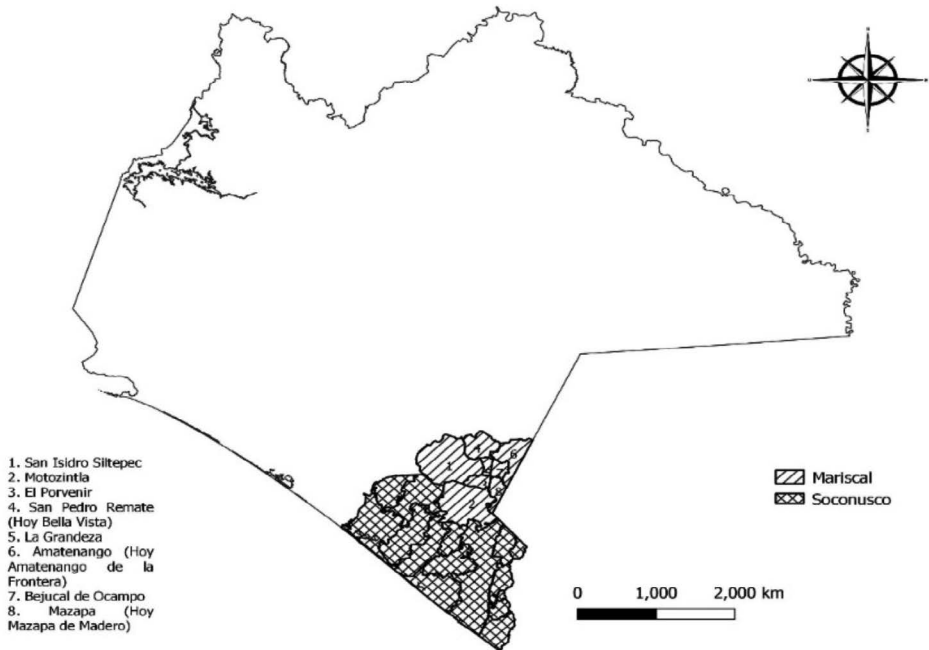 1. San Isidro Siltepec
2. Motozintla
3. El Porvenir
4. San Pedro Remate
(Hoy Bella Vista)
5. La Grandeza
6. Amatenango (Hoy
Amatenango de la
Frontera)
7. Bejucal de Ocampo
8. Mazapa (Hoy
Mazapa de Madero)
4
6
1
8
2
Mariscal
Soconusco
0 1,000 2,000 km